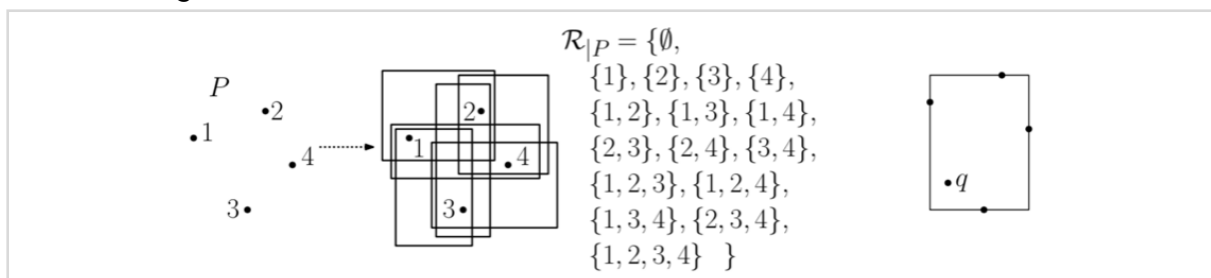 P
1
2
4
3
1
2
4
3
$\mathcal{R}_{|P} = \{\emptyset,$
{1}, {2}, {3}, {4},
{1, 2}, {1, 3}, {1, 4},
{2, 3}, {2, 4}, {3, 4},
{1, 2, 3}, {1, 2, 4},
{1, 3, 4}, {2, 3, 4},
{1, 2, 3, 4} }
q